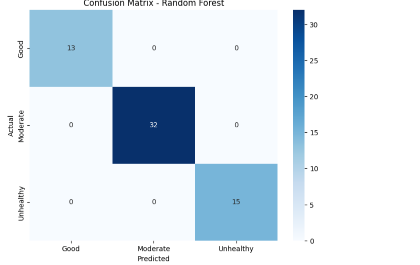 Confusion Matrix - Random Forest
Good 13 0 0
Moderate 0 32 0
Unhealthy 0 0 15
Actual
Good Moderate Unhealthy
Predicted
30
25
20
15
10
5
0